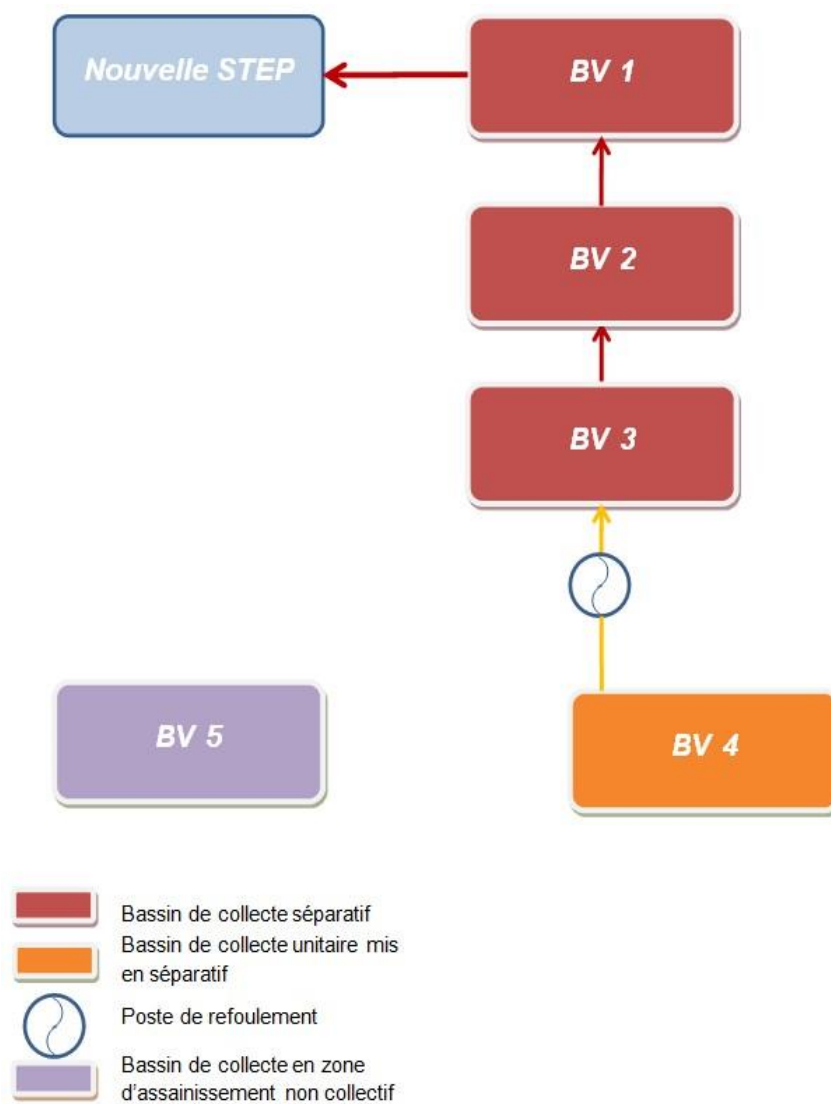 Nouvelle STEP
BV 1
BV 2
BV 3
BV 5
BV 4
Bassin de collecte séparatif
Bassin de collecte unitaire mis
en séparatif
Poste de refoulement
Bassin de collecte en zone
d'assainissement non collectif